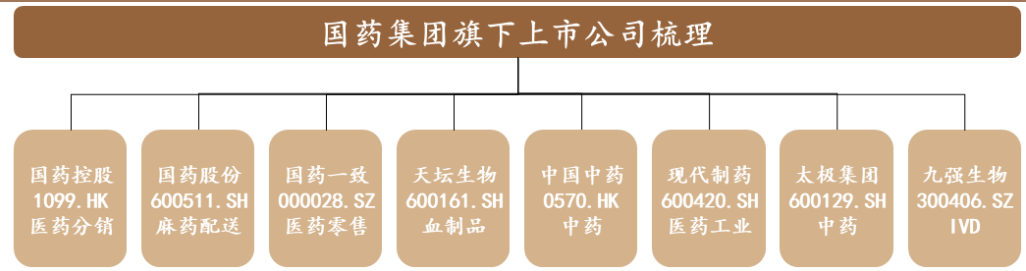 国药集团旗下上市公司梳理
国药控股
1099.HK
医药分销
国药股份
600511.SH
麻药配送
国药一致
000028.SZ
医药零售
天坛生物
600161.SH
血制品
中国中药
0570.HK
中药
现代制药
600420.SH
医药工业
太极集团
600129.SH
中药
九强生物
300406.SZ
IVD